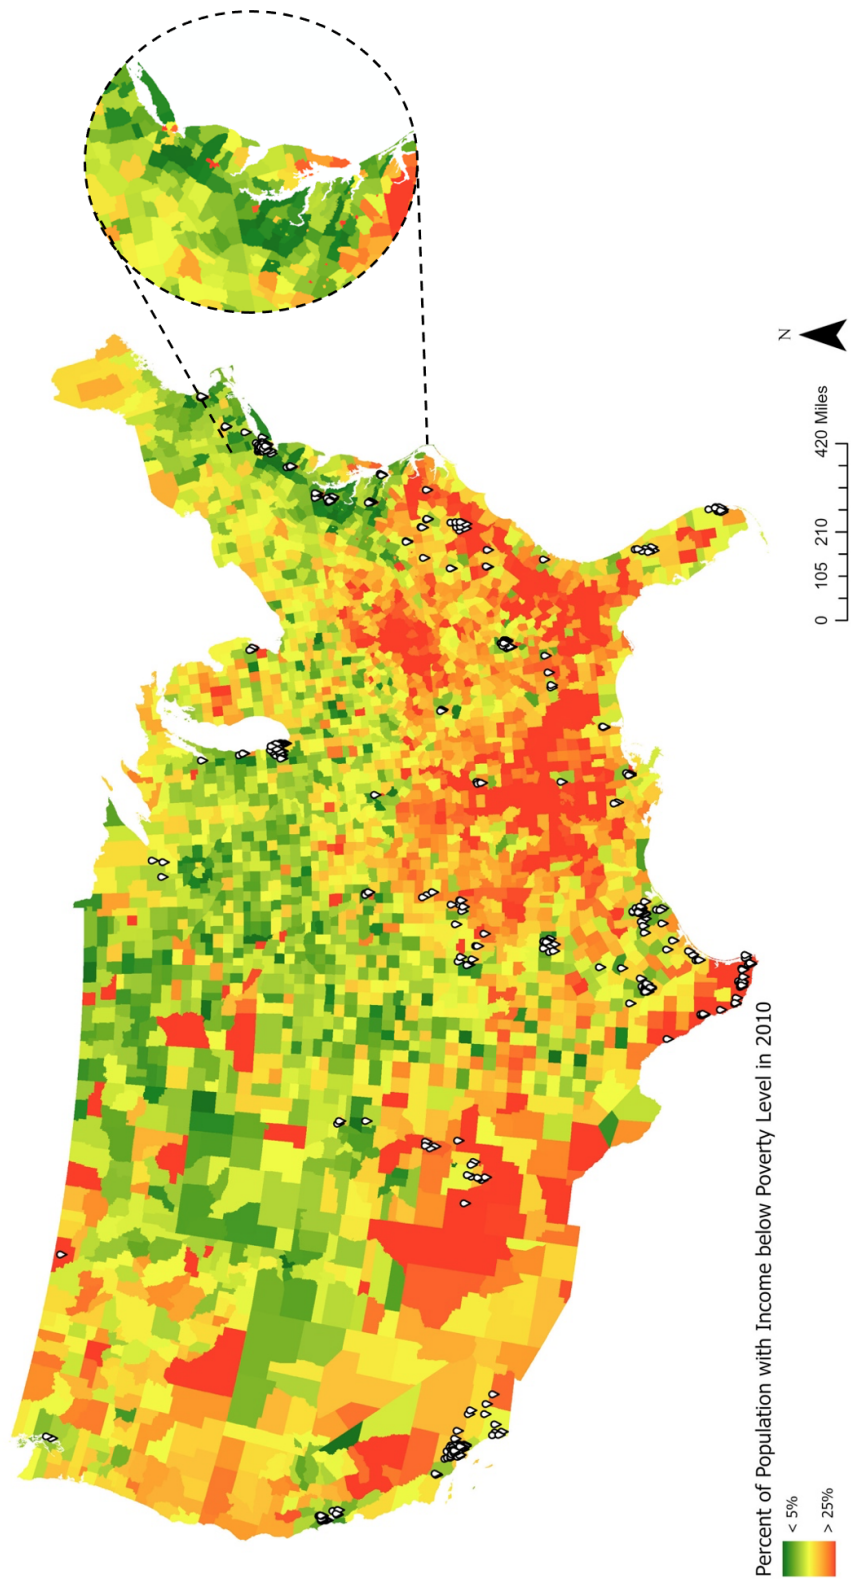 N
0 105 210 420 Miles
Percent of Population with Income below Poverty Level in 2010
< 5%
> 25%